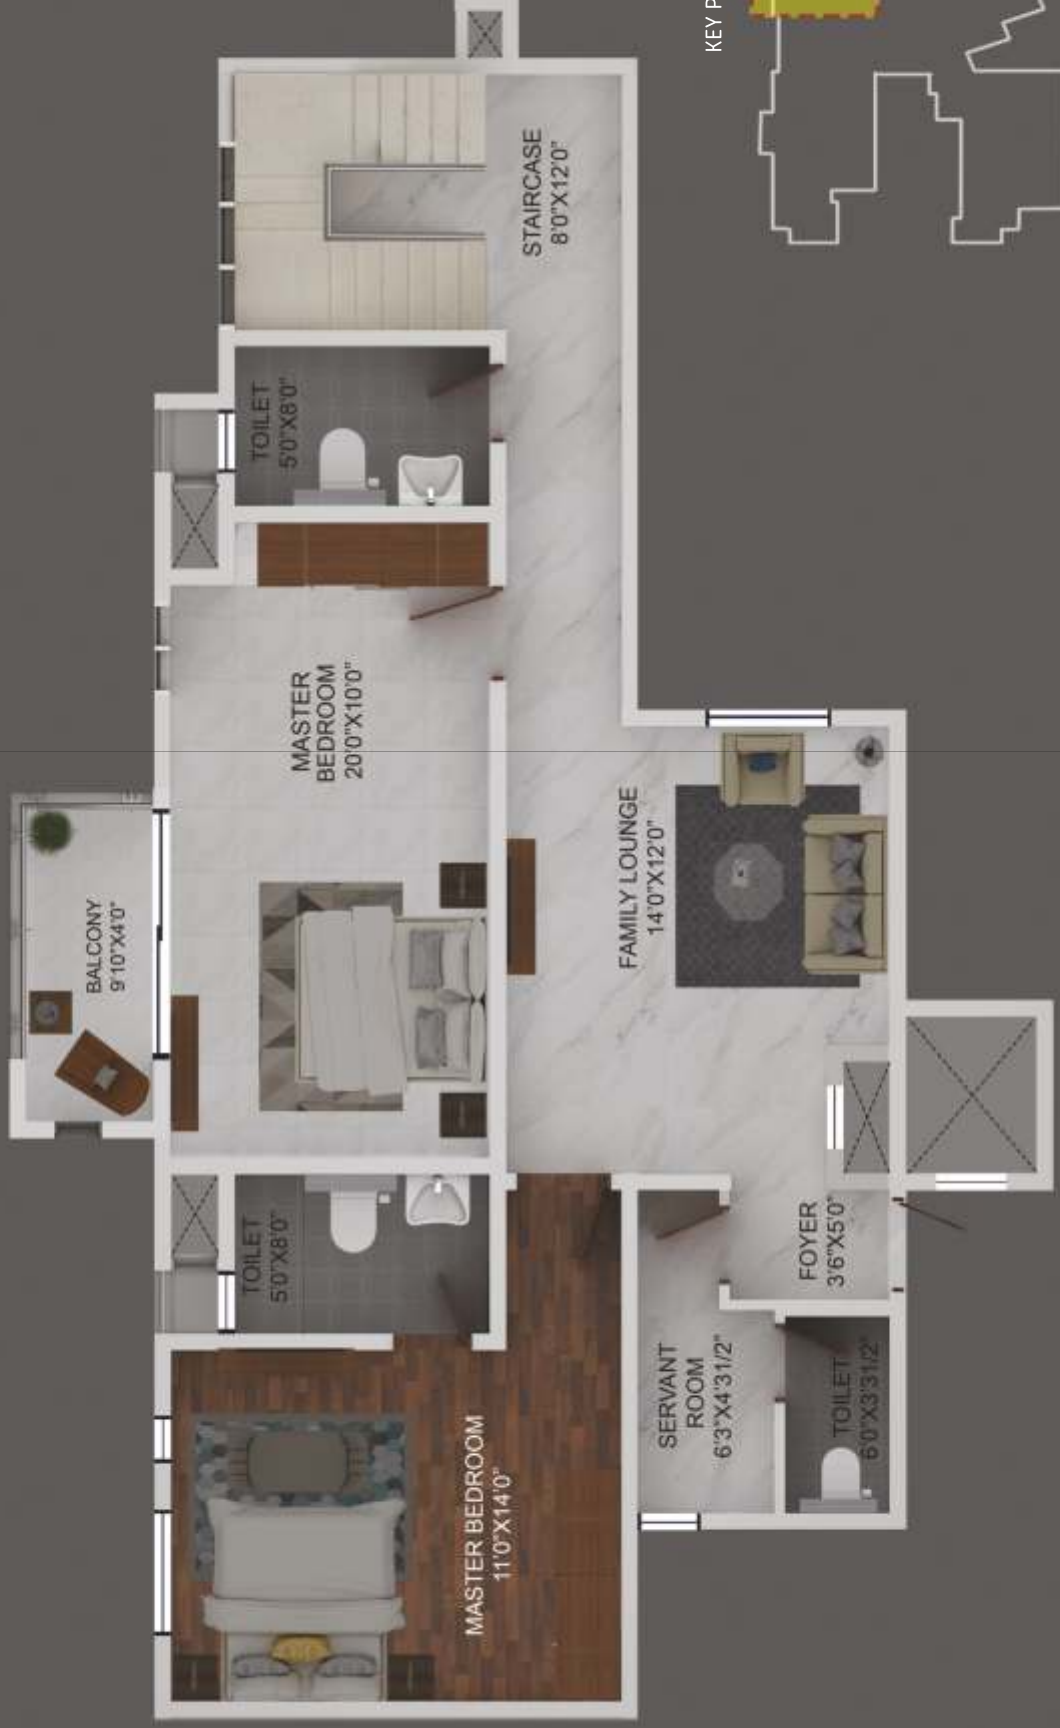 KEY P
STAIRCASE
8'0"X12'0"
TOILET
5'0"X8'0"
MASTER
BEDROOM
20'0"X10'0"
BALCONY
9'10"X4'0"
FAMILY LOUNGE
14'0"X12'0"
TOILET
5'0"X8'0"
FOYER
3'6"X5'0"
SERVANT
ROOM
6'3"X4'31/2"
TOILET
6'0"X3'31/2"
MASTER BEDROOM
11'0"X14'0"